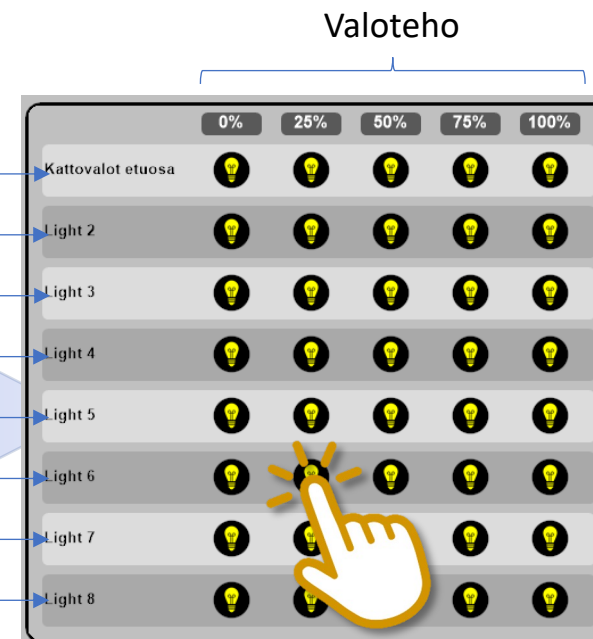 Valoteho
0% 25% 50% 75% 100%
Kattovalot etuosa
Light 2
Light 3
Light 4
Light 5
Light 6
Light 7
Light 8